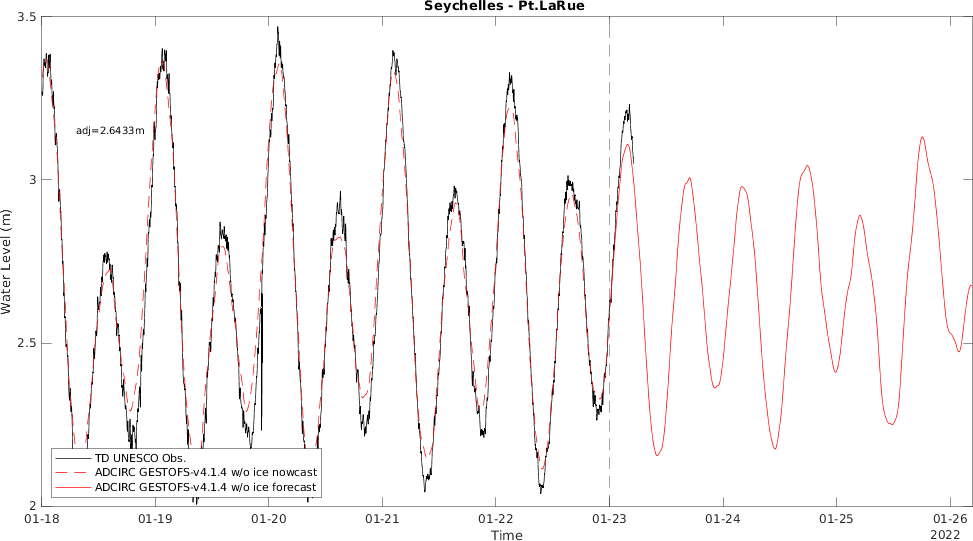 Seychelles - Pt.LaRue
3.5
3
2.5
2
Water Level (m)
adj=2.6433m
TD UNESCO Obs.
ADCIRC GESTOFS-v4.1.4 w/o ice nowcast
ADCIRC GESTOFS-v4.1.4 w/o ice forecast
01-18 01-19 01-20 01-21 01-22 01-23 01-24 01-25 01-26
Time 2022